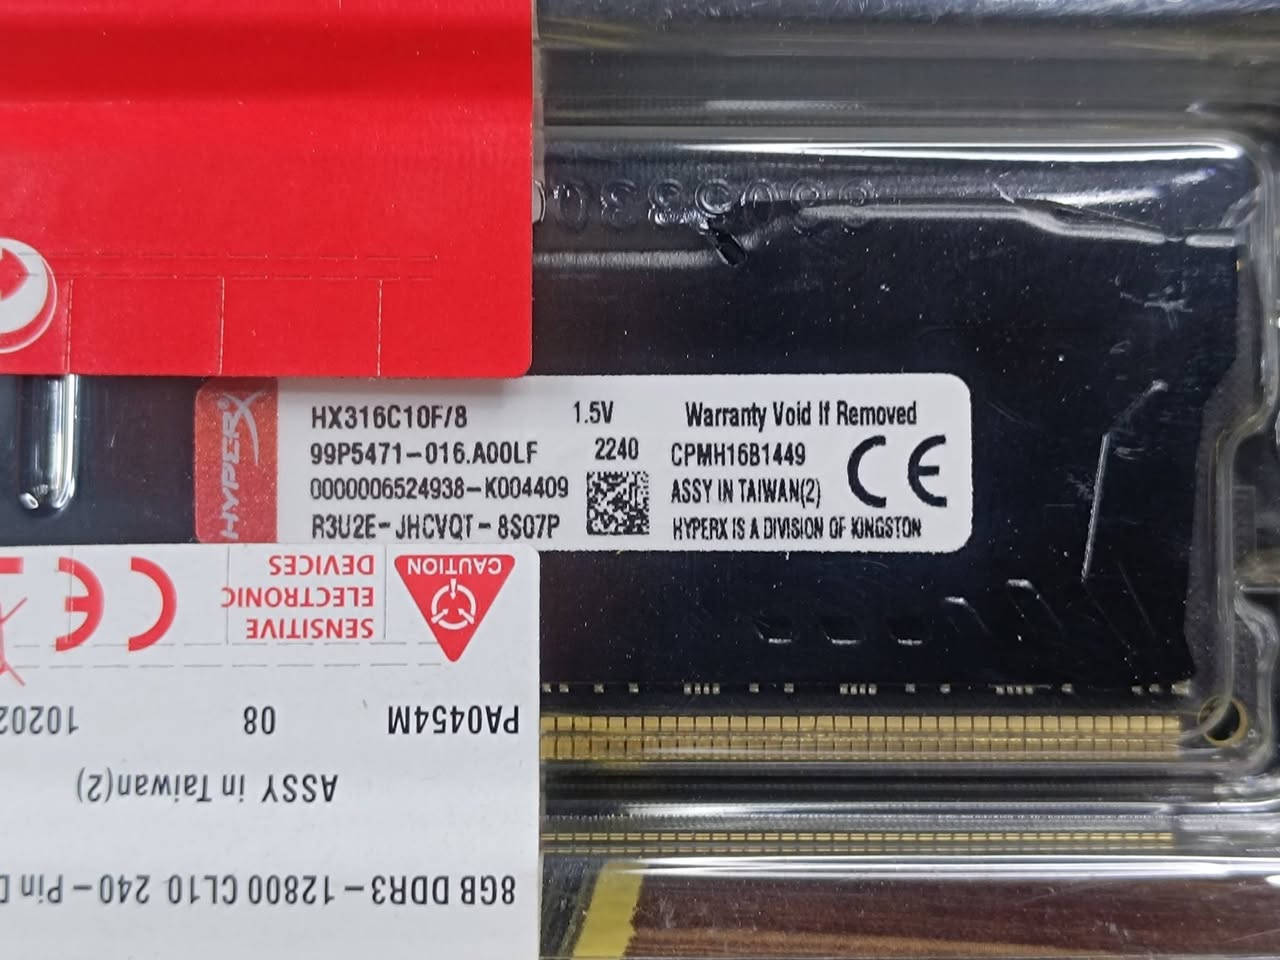 HYPERX
HX316C10F/8 1.5V Warranty Void If Removed
99P5471-016.A00LF 2240 CPMH16B1449
0000006524938-K004409 ASSY IN TAIWAN(2)
R3U2E-JHCVQT-8S07P HYPERX IS A DIVISION OF KINGSTON
CE
8GB DDR3-12800 CL10 240-Pin
ASSY in Taiwan(2)
PA0454M 08
SENSITIVE
ELECTRONIC
DEVICES
CAUTION
CE